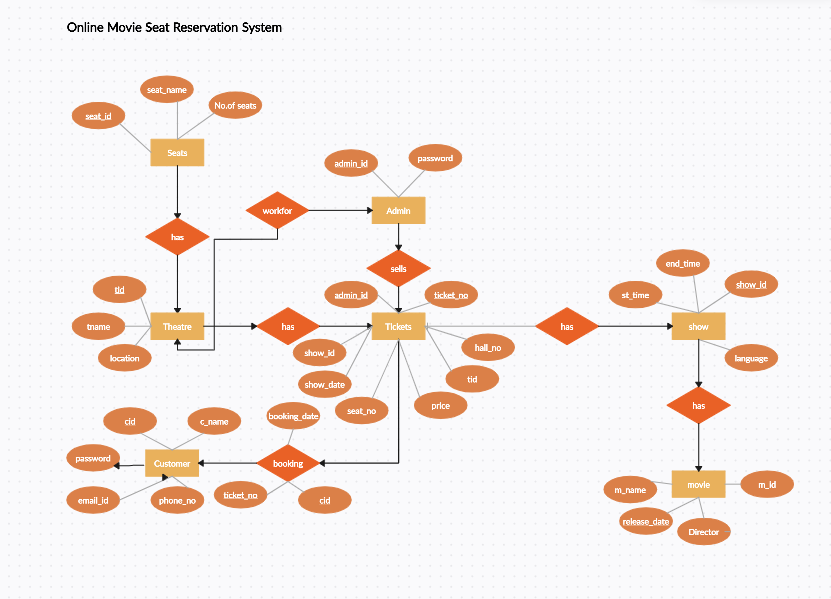 Online Movie Seat Reservation System
seat_name
seat_id
No.of seats
Seats
admin_id
password
workfor
Admin
has
sells
end_time
tid
admin_id
ticket_no
st_time
show_id
tname
Theatre
has
Tickets
has
show
location
show_id
hall_no
language
show_date
tid
seat_no
price
has
cid
c_name
booking_date
password
Customer
booking
email_id
phone_no
ticket_no
cid
m_name
movie
m_id
release_date
Director